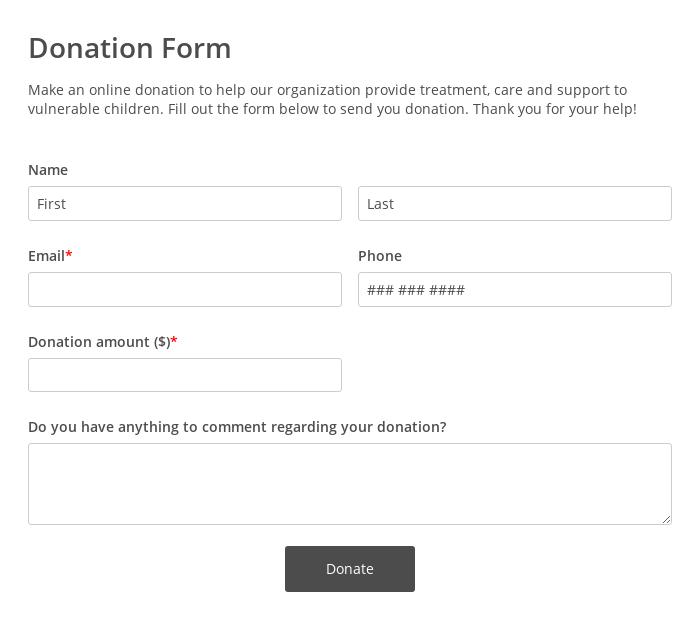 Donation Form
Make an online donation to help our organization provide treatment, care and support to
vulnerable children. Fill out the form below to send you donation. Thank you for your help!
Name
First
Last
Email*
Phone
### ### ####
Donation amount ($)*
Do you have anything to comment regarding your donation?
Donate